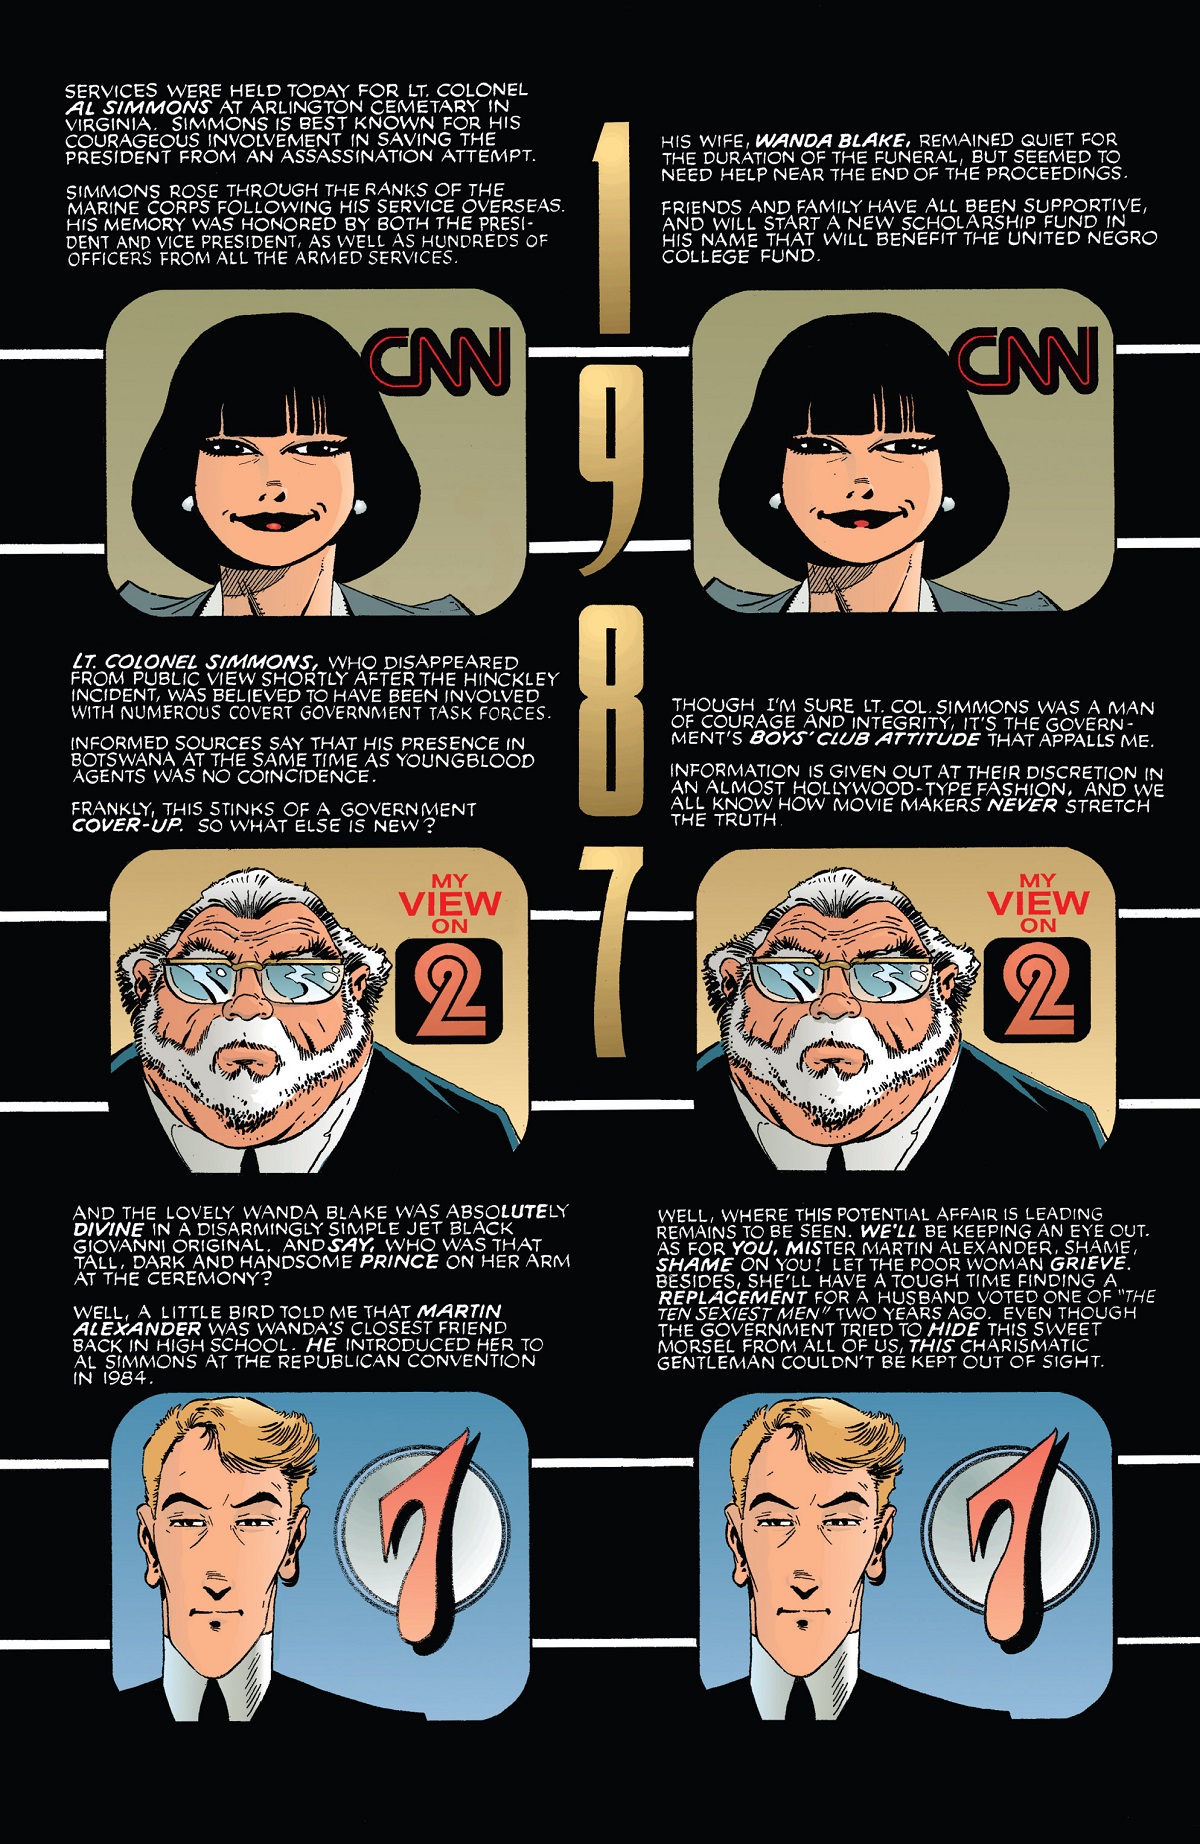 SERVICES WERE HELD TODAY FOR LT. COLONEL
AL SIMMONS AT ARLINGTON CEMETARY IN
VIRGINIA. SIMMONS IS BEST KNOWN FOR HIS
COURAGEOUS INVOLVEMENT IN SAVING THE
PRESIDENT FROM AN ASSASSINATION ATTEMPT.
SIMMONS ROSE THROUGH THE RANKS OF THE
MARINE CORPS FOLLOWING HIS SERVICE OVERSEAS.
HIS MEMORY WAS HONORED BY BOTH THE PRESI-
DENT AND VICE PRESIDENT, AS WELL AS HUNDREDS OF
OFFICERS FROM ALL THE ARMED SERVICES.
1987
HIS WIFE, WANDA BLAKE, REMAINED QUIET FOR
THE DURATION OF THE FUNERAL, BUT SEEMED TO
NEED HELP NEAR THE END OF THE PROCEEDINGS.
FRIENDS AND FAMILY HAVE ALL BEEN SUPPORTIVE,
AND WILL START A NEW SCHOLARSHIP FUND IN
HIS NAME THAT WILL BENEFIT THE UNITED NEGRO
COLLEGE FUND.
CNN
CNN
LT. COLONEL SIMMONS, WHO DISAPPEARED
FROM PUBLIC VIEW SHORTLY AFTER THE HINCKLEY
INCIDENT, WAS BELIEVED TO HAVE BEEN INVOLVED
WITH NUMEROUS COVERT GOVERNMENT TASK FORCES.
INFORMED SOURCES SAY THAT HIS PRESENCE IN
BOTSWANA AT THE SAME TIME AS YOUNGBLOOD
AGENTS WAS NO COINCIDENCE.
FRANKLY, THIS STINKS OF A GOVERNMENT
COVER-UP. SO WHAT ELSE IS NEW?
THOUGH I'M SURE LT. COL. SIMMONS WAS A MAN
OF COURAGE AND INTEGRITY, IT'S THE GOVERN-
MENT'S BOYS' CLUB ATTITUDE THAT APPALLS ME.
INFORMATION IS GIVEN OUT AT THEIR DISCRETION IN
AN ALMOST HOLLYWOOD-TYPE FASHION, AND WE
ALL KNOW HOW MOVIE MAKERS NEVER STRETCH
THE TRUTH.
MY
VIEW
ON
2
MY
VIEW
ON
2
AND THE LOVELY WANDA BLAKE WAS ABSOLUTELY
DIVINE IN A DISARMINGLY SIMPLE JET BLACK
GIOVANNI ORIGINAL. AND SAY, WHO WAS THAT
TALL, DARK AND HANDSOME PRINCE ON HER ARM
AT THE CEREMONY?
WELL, A LITTLE BIRD TOLD ME THAT MARTIN
ALEXANDER WAS WANDA'S CLOSEST FRIEND
BACK IN HIGH SCHOOL. HE INTRODUCED HER TO
AL SIMMONS AT THE REPUBLICAN CONVENTION
IN 1984.
WELL, WHERE THIS POTENTIAL AFFAIR IS LEADING
REMAINS TO BE SEEN. WE'LL BE KEEPING AN EYE OUT.
AS FOR YOU, MISTER MARTIN ALEXANDER, SHAME,
SHAME ON YOU! LET THE POOR WOMAN GRIEVE.
BESIDES, SHE'LL HAVE A TOUGH TIME FINDING A
REPLACEMENT FOR A HUSBAND VOTED ONE OF "THE
TEN SEXIEST MEN" TWO YEARS AGO. EVEN THOUGH
THE GOVERNMENT TRIED TO HIDE THIS SWEET
MORSEL FROM ALL OF US, THIS CHARISMATIC
GENTLEMAN COULDN'T BE KEPT OUT OF SIGHT.
7
7